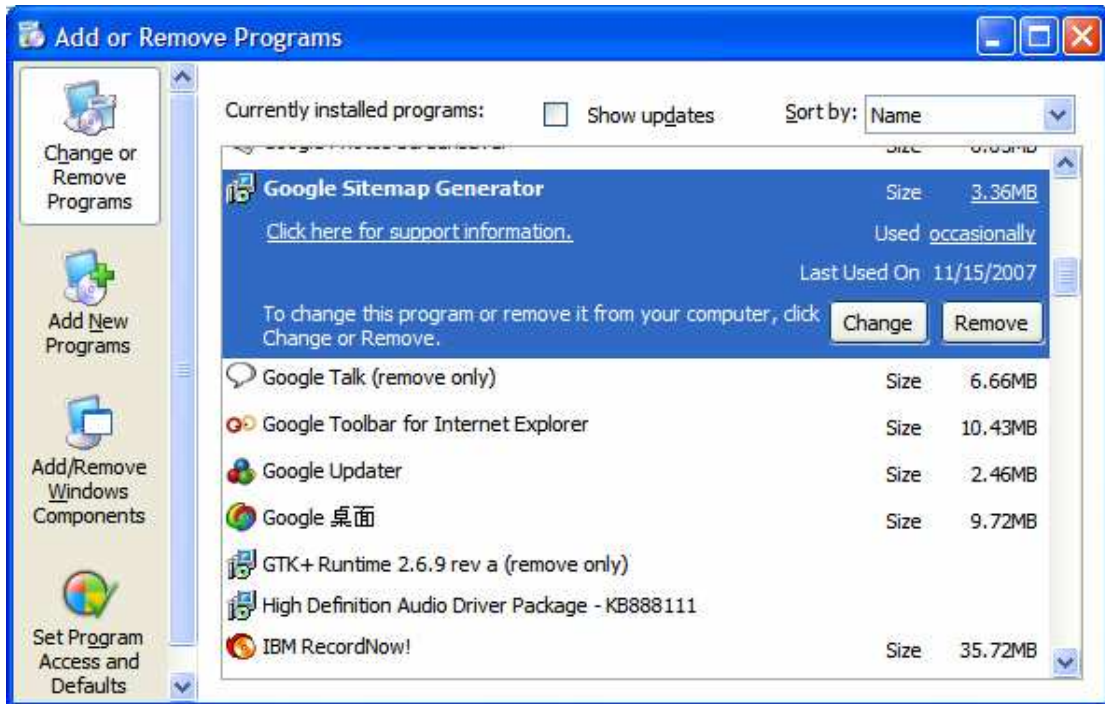 Add or Remove Programs
Change or
Remove
Programs
Add New
Programs
Add/Remove
Windows
Components
Set Program
Access and
Defaults
Currently installed programs: Show updates Sort by: Name
Google Sitemap Generator Size 3.36MB
Click here for support information. Used occasionally
Last Used On 11/15/2007
To change this program or remove it from your computer, click
Change or Remove. Change Remove
Google Talk (remove only) Size 6.66MB
Google Toolbar for Internet Explorer Size 10.43MB
Google Updater Size 2.46MB
Google 桌面 Size 9.72MB
GTK+ Runtime 2.6.9 rev a (remove only)
High Definition Audio Driver Package - KB888111
IBM RecordNow! Size 35.72MB